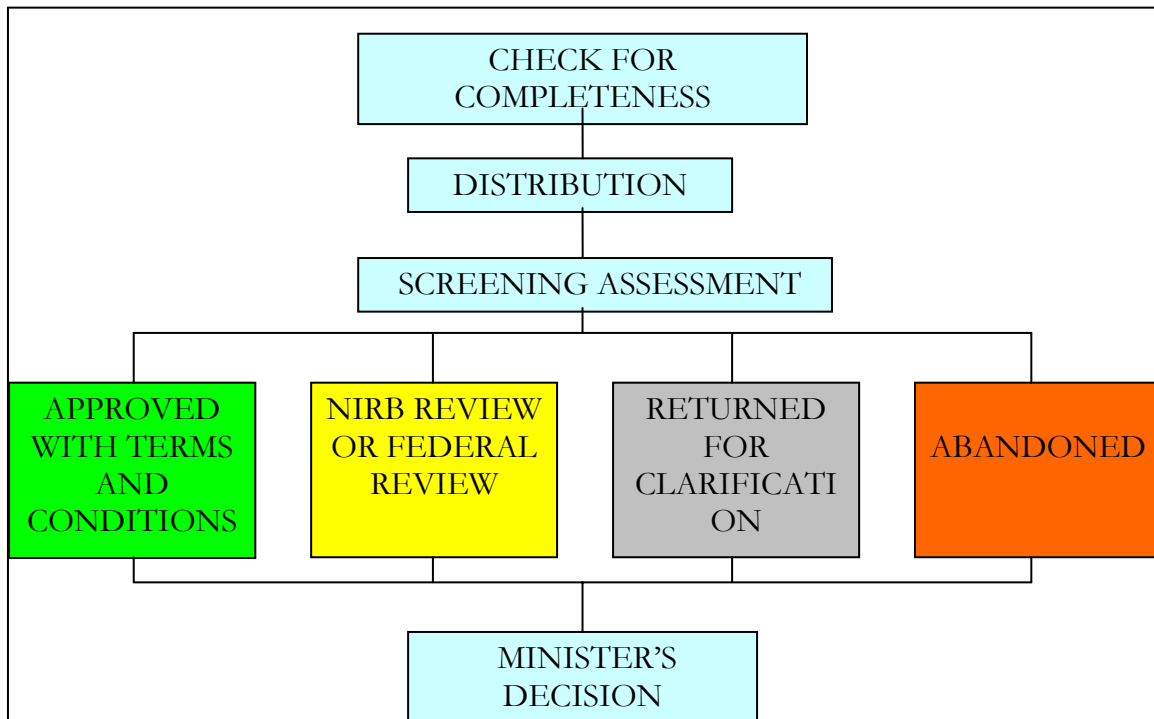 CHECK FOR
COMPLETENESS
DISTRIBUTION
SCREENING ASSESSMENT
APPROVED
WITH TERMS
AND
CONDITIONS
NIRB REVIEW
OR FEDERAL
REVIEW
RETURNED
FOR
CLARIFICATI
ON
ABANDONED
MINISTER’S
DECISION